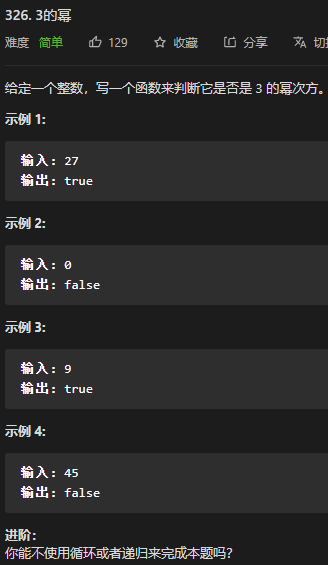 326. 3的幂
难度 简单 129 收藏 分享
给定一个整数，写一个函数来判断它是否是 3 的幂次方。
示例 1:
输入: 27
输出: true
示例 2:
输入: 0
输出: false
示例 3:
输入: 9
输出: true
示例 4:
输入: 45
输出: false
进阶:
你能不使用循环或者递归来完成本题吗?